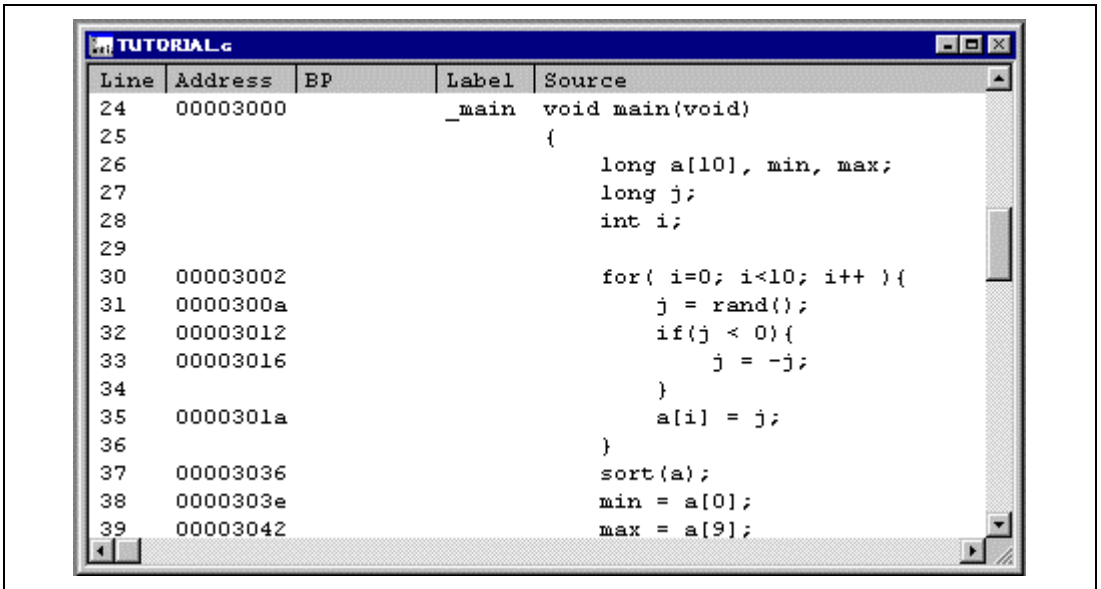 TUTORIAL.c
Line Address BP Label Source
24 00003000 _main void main(void)
25 {
26 long a[10], min, max;
27 long j;
28 int i;
29
30 00003002 for( i=0; i<10; i++ ){
31 0000300a j = rand();
32 00003012 if(j < 0){
33 00003016 j = -j;
34 }
35 0000301a a[i] = j;
36 }
37 00003036 sort(a);
38 0000303e min = a[0];
39 00003042 max = a[9];